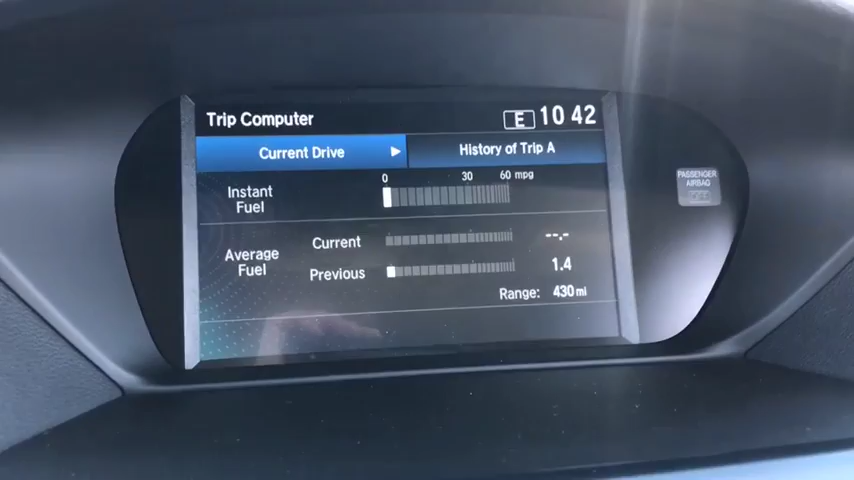 Trip Computer
E 10 42
Current Drive
History of Trip A
0 30 60 mpg
Instant
Fuel
Average
Fuel
Current --.-
Previous 1.4
Range: 430 mi
PASSENGER
AIRBAG